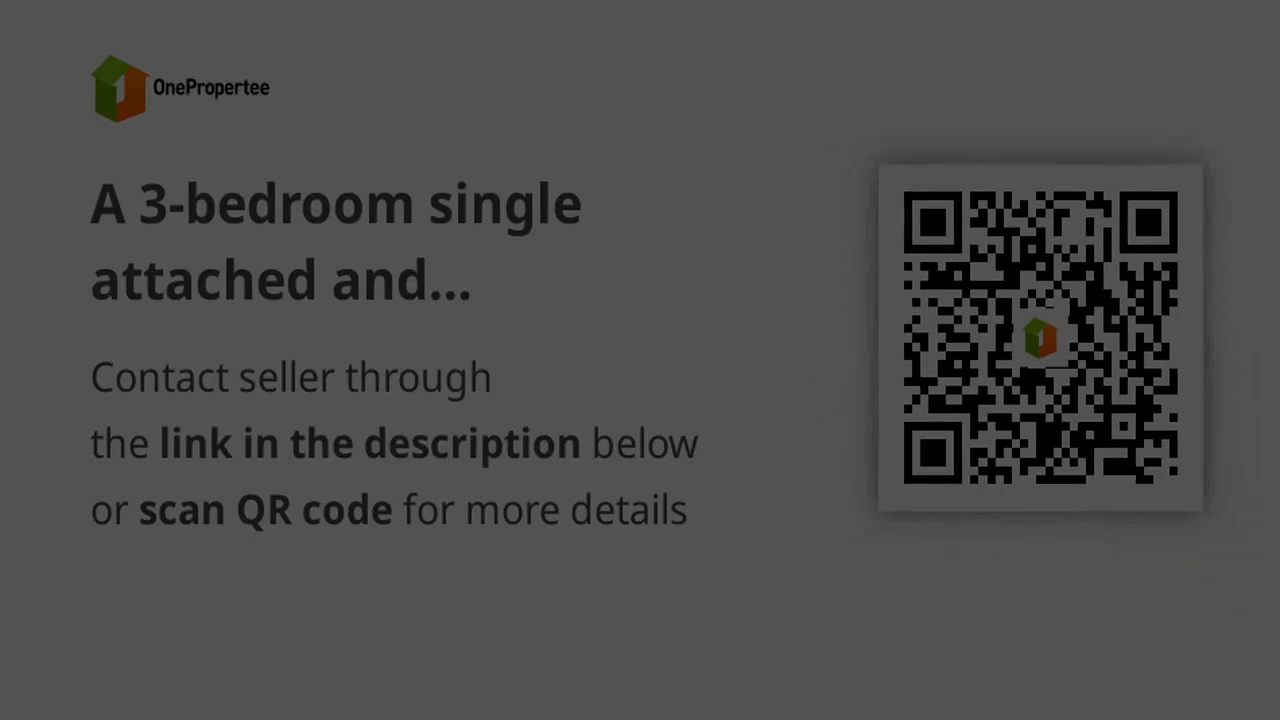 OnePropertee
A 3-bedroom single
attached and...
Contact seller through
the link in the description below
or scan QR code for more details